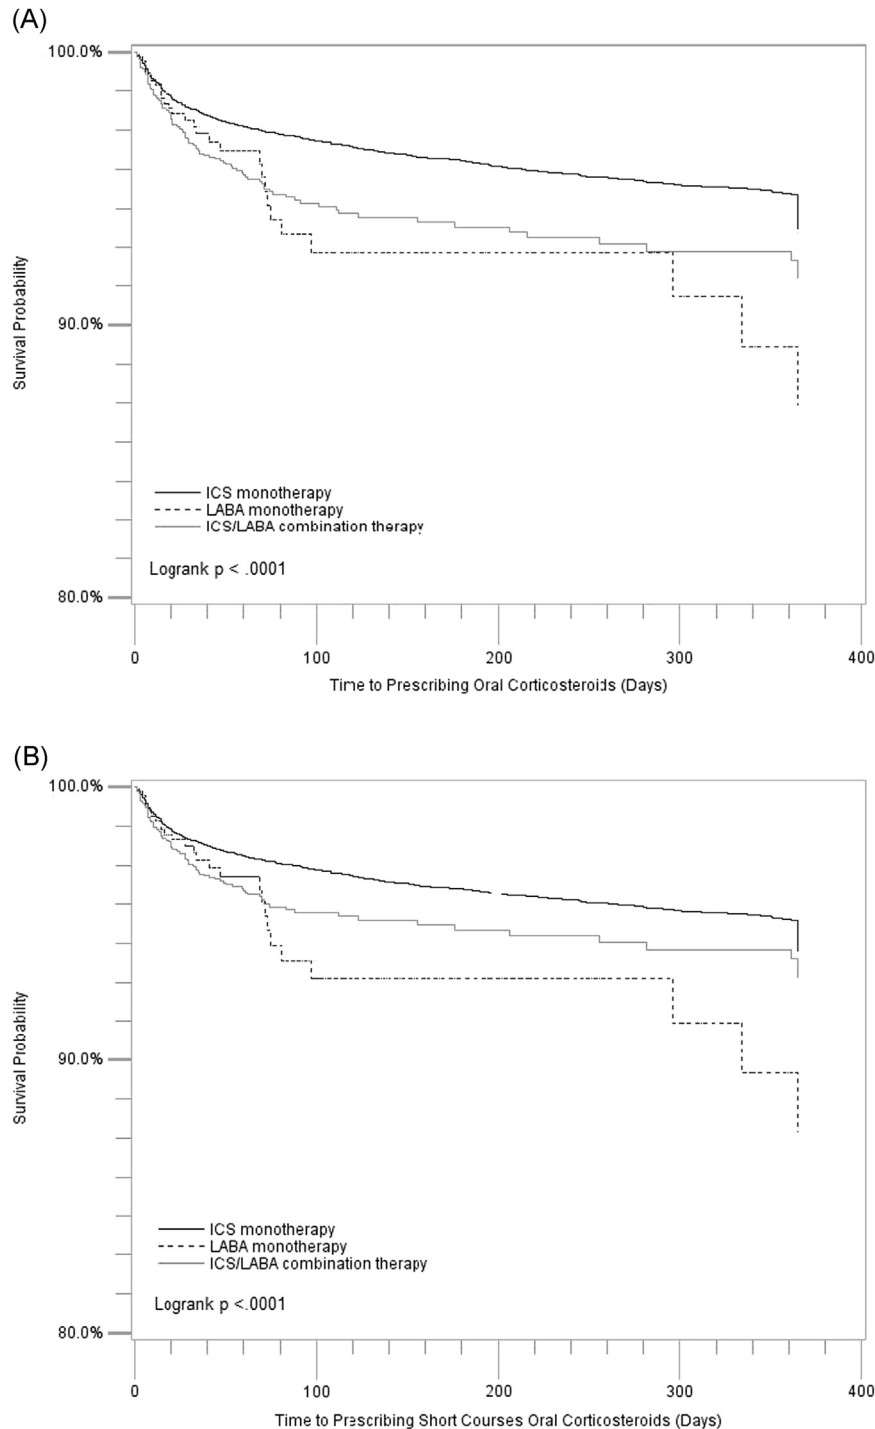 (A)
100.0%
90.0%
80.0%
Survival Probability
ICS monotherapy
LABA monotherapy
ICS/LABA combination therapy
Logrank p < .0001
0 100 200 300 400
Time to Prescribing Oral Corticosteroids (Days)
(B)
100.0%
90.0%
80.0%
Survival Probability
ICS monotherapy
LABA monotherapy
ICS/LABA combination therapy
Logrank p <.0001
0 100 200 300 400
Time to Prescribing Short Courses Oral Corticosteroids (Days)